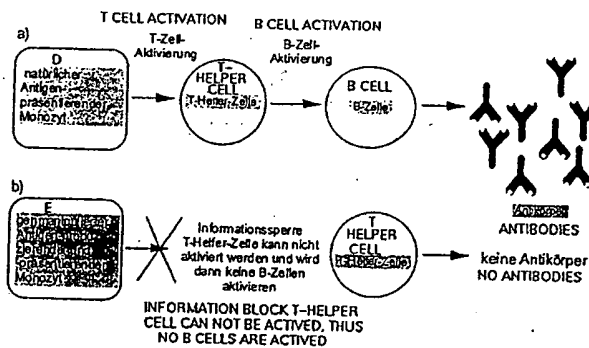 T CELL ACTIVATION
B CELL ACTIVATION
a)
T-Zell-
Aktivierung
B-Zell-
Aktivierung
D
natürlicher
Antigen-
präsentierender
Monozyt
T-
HELPER
CELL
T-Helfer-Zelle
B CELL
B-Zelle
Antikörper
ANTIBODIES
b)
E
Monozyt
Informationssperre
T-Helfer-Zelle kann nicht
aktiviert werden und wird
dann keine B-Zellen
aktivieren
T
HELPER
CELL
keine Antikörper
NO ANTIBODIES
INFORMATION BLOCK T-HELPER
CELL CAN NOT BE ACTIVED, THUS
NO B CELLS ARE ACTIVED